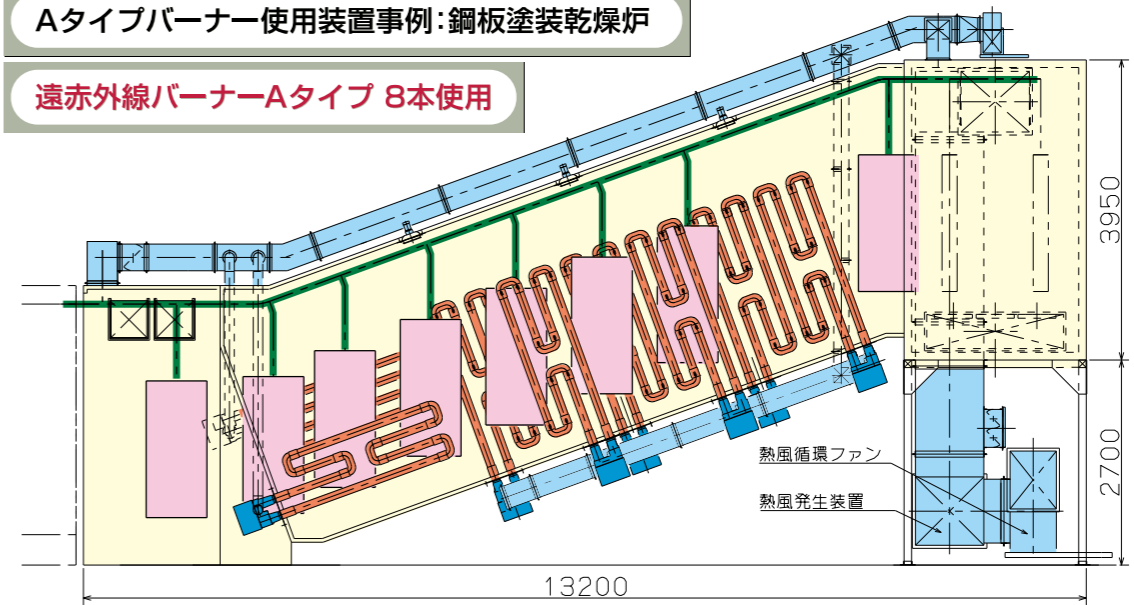 Aタイプバーナー使用装置事例:鋼板塗装乾燥炉
遠赤外線バーナーAタイプ 8本使用
3950
熱風循環ファン
熱風発生装置
K
2700
13200